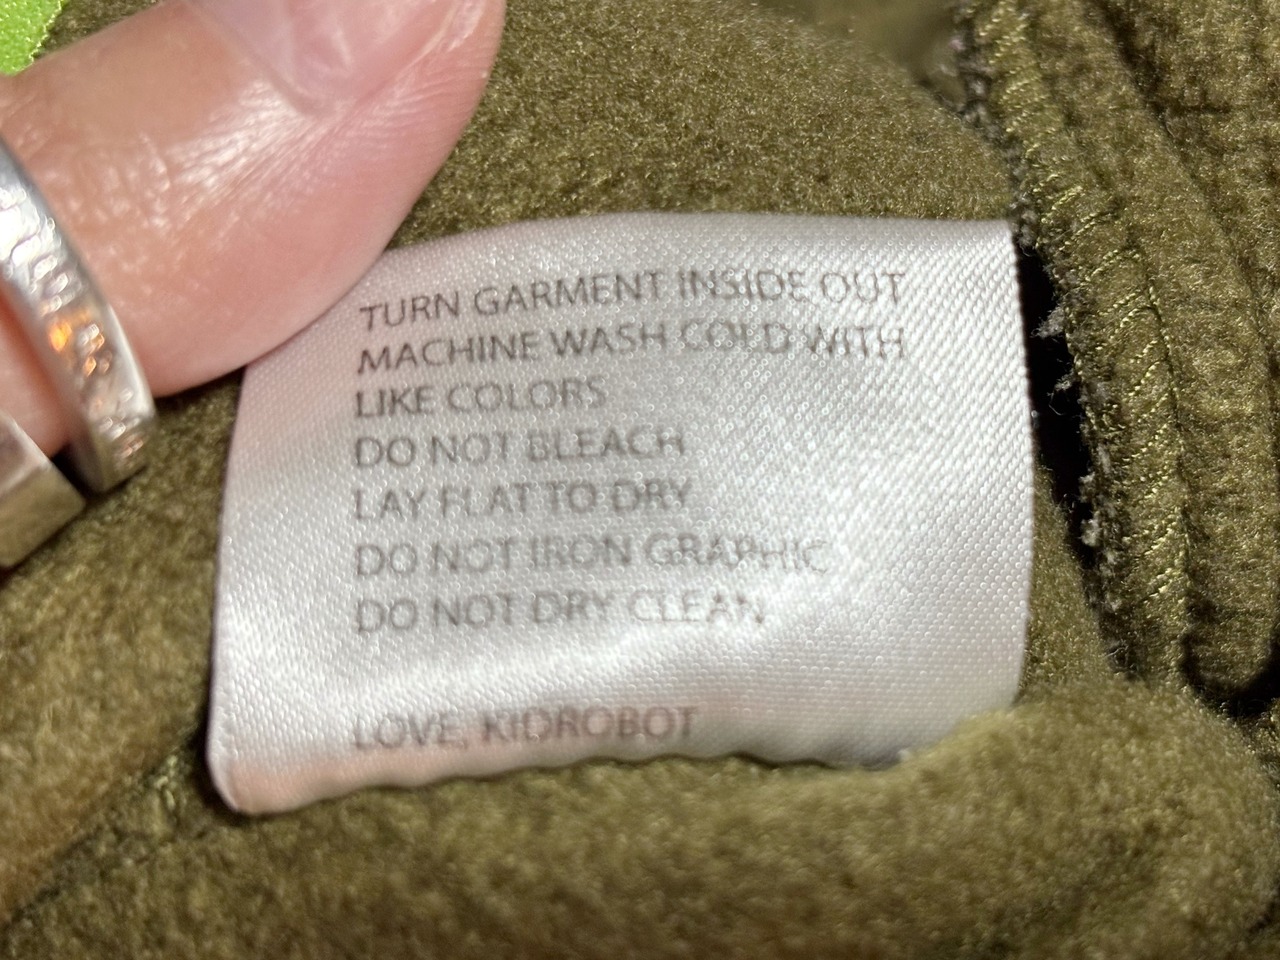 TURN GARMENT INSIDE OUT
MACHINE WASH COLD WITH
LIKE COLORS
DO NOT BLEACH
LAY FLAT TO DRY
DO NOT IRON GRAPHIC
DO NOT DRY CLEAN
LOVE, KIDROBOT